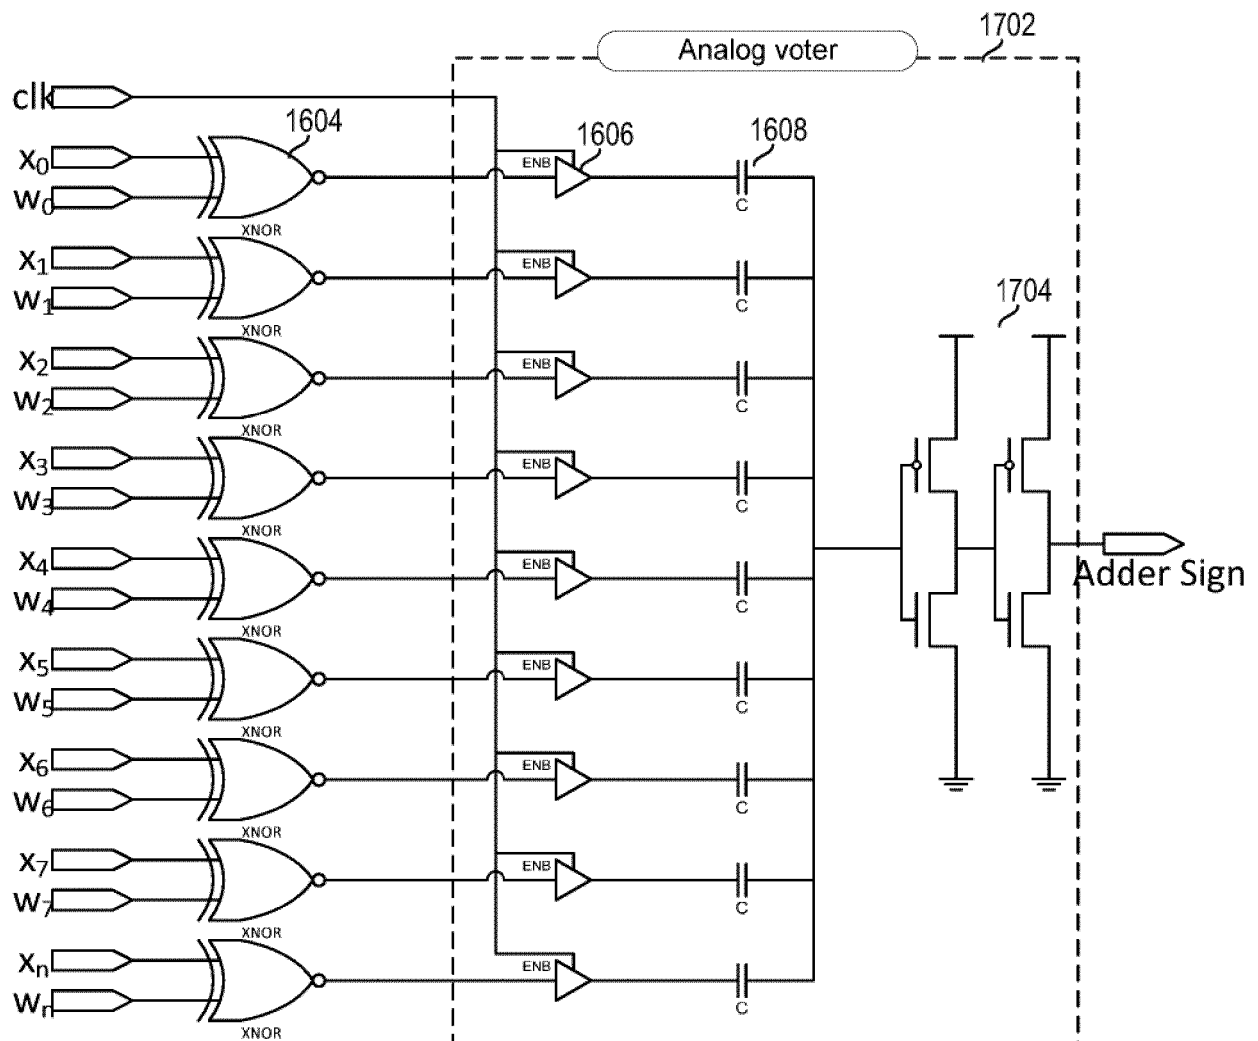 1702
Analog voter
clk
1604
1606
1608
x₀
w₀
ENB
C
XNOR
x₁
w₁
ENB
C
XNOR
1704
x₂
w₂
ENB
C
XNOR
x₃
w₃
ENB
C
XNOR
x₄
w₄
ENB
C
Adder Sign
XNOR
x₅
w₅
ENB
C
XNOR
x₆
w₆
ENB
C
XNOR
x₇
w₇
ENB
C
XNOR
xₙ
wₙ
ENB
C
XNOR